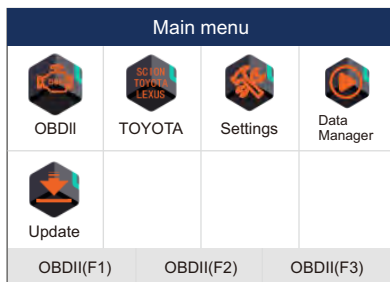 Main menu
SCION
TOYOTA
LEXUS
OBDII
TOYOTA
Settings
Data
Manager
Update
OBDII(F1)
OBDII(F2)
OBDII(F3)